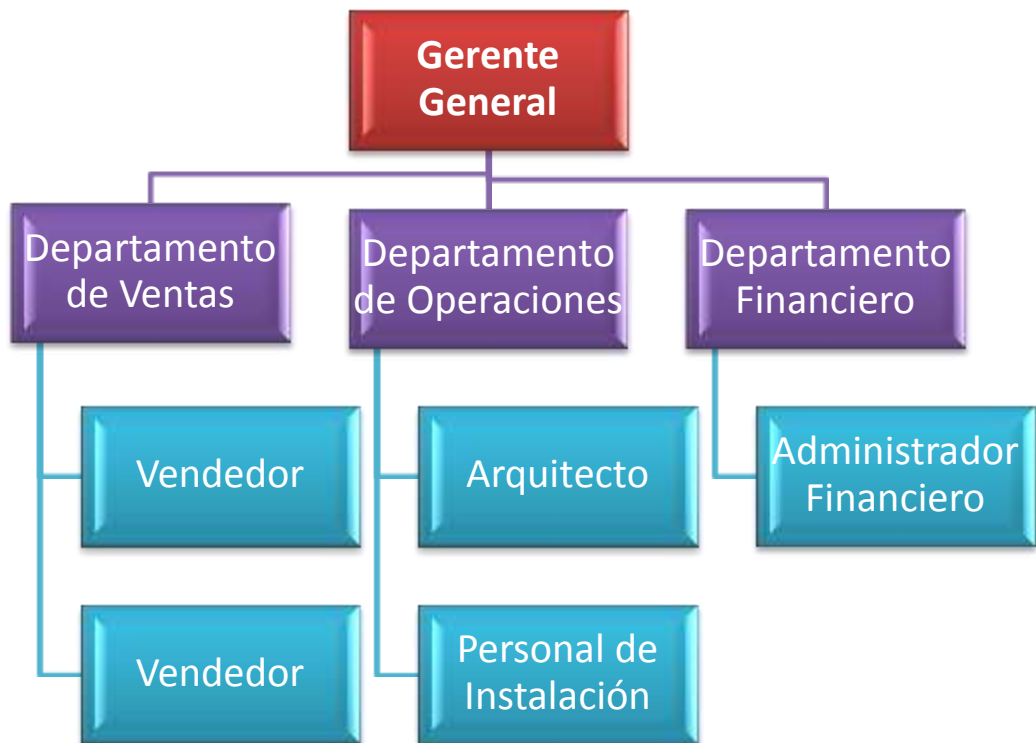 Gerente
General
Departamento
de Ventas
Departamento
de Operaciones
Departamento
Financiero
Vendedor
Arquitecto
Administrador
Financiero
Vendedor
Personal de
Instalación